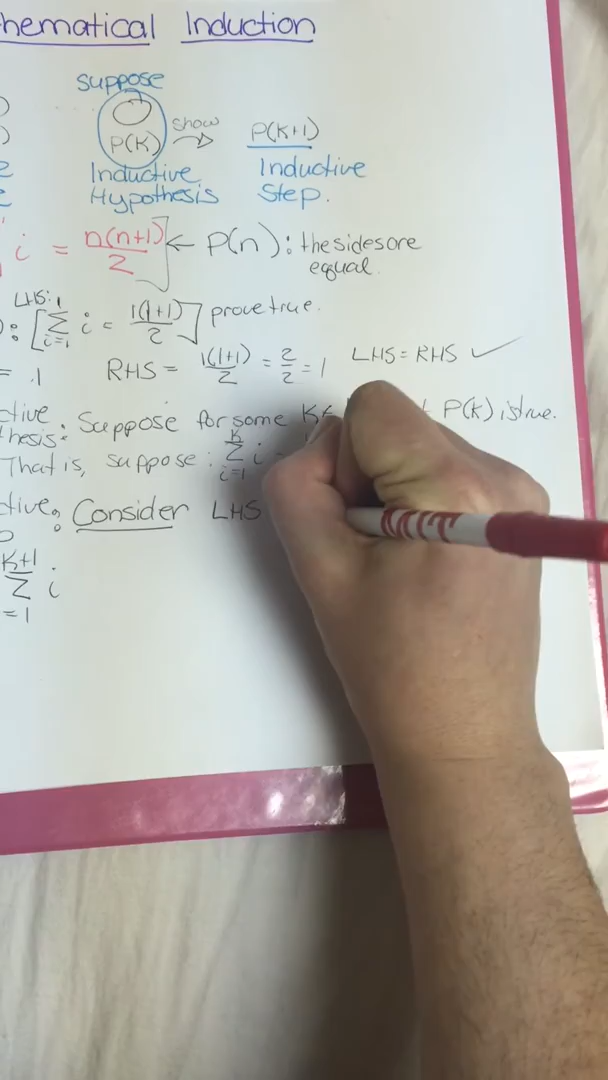 hematical Induction
suppose
P(K) show P(K+1)
Inductive Inductive
Hypothesis Step.
i = n(n+1)/2 ← P(n): the sides are
equal.
LHS:
: [∑_{i=1}^{1} i = 1(1+1)/2] prove true.
= .1 RHS = 1(1+1)/2 = 2/2 = 1 LHS = RHS ✓
ctive
thesis: Suppose for some K∈ P(K) is true.
That is, suppose: ∑_{i=1}^{K} i =
ctive: Consider LHS
∑^{K+1} i
=1
MIT